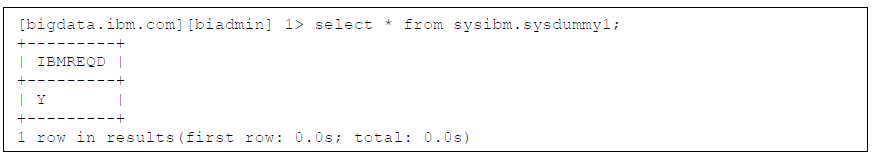 [bigdata.ibm.com][biadmin] 1> select * from sysibm.sysdummy1;
+---------+
| IBMREQD |
+---------+
| Y       |
+---------+
1 row in results(first row: 0.0s; total: 0.0s)